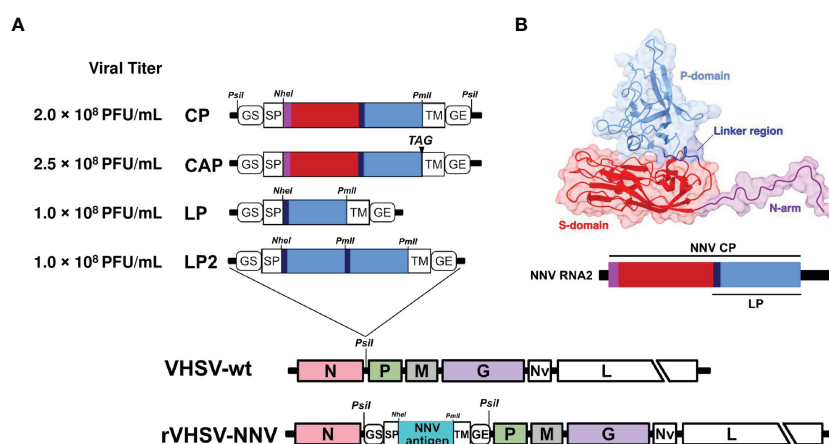 A
B
Viral Titer
PsiI NheI PmlI PsiI
2.0 × 10⁸ PFU/mL CP GS SP TM GE
TAG
2.5 × 10⁸ PFU/mL CAP GS SP TM GE
NheI PmlI
1.0 × 10⁸ PFU/mL LP GS SP TM GE
NheI PmlI PmlI
1.0 × 10⁸ PFU/mL LP2 GS SP TM GE
P-domain
Linker region
S-domain
N-arm
NNV CP
NNV RNA2
LP
PsiI
VHSV-wt N P M G Nv L
PsiI NheI PmlI PsiI
rVHSV-NNV N GS SP NNV antigen TM GE P M G Nv L